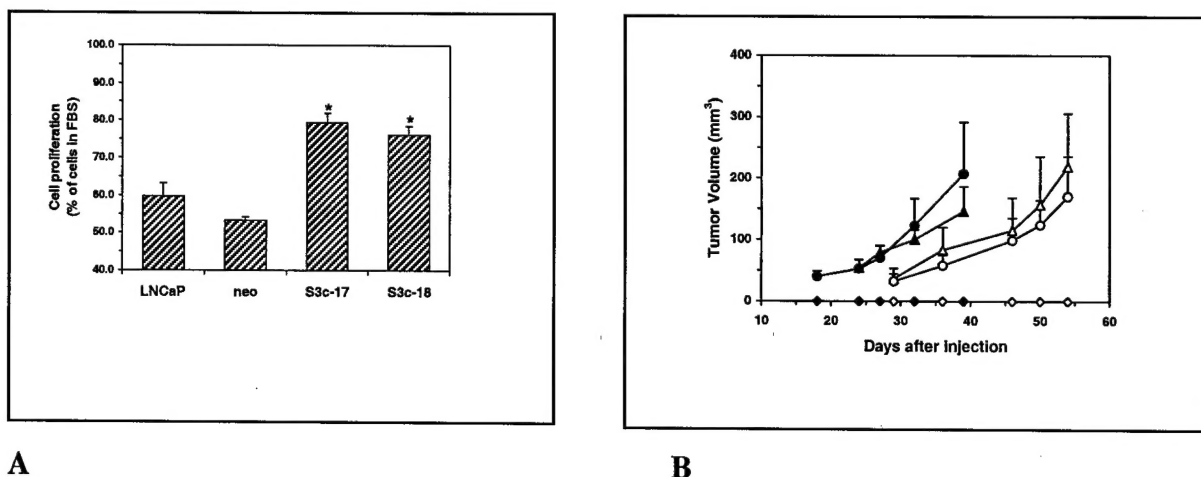 Cell proliferation
(% of cells in FBS)
100.0
90.0
80.0
70.0
60.0
50.0
40.0
*
*
LNCaP
neo
S3c-17
S3c-18
A
Tumor Volume (mm³)
400
300
200
100
0
10
20
30
40
50
60
Days after injection
B